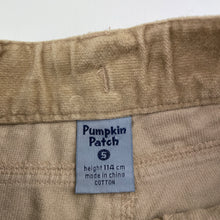 Pumpkin
Patch
5
height 114 cm
made in china
COTTON